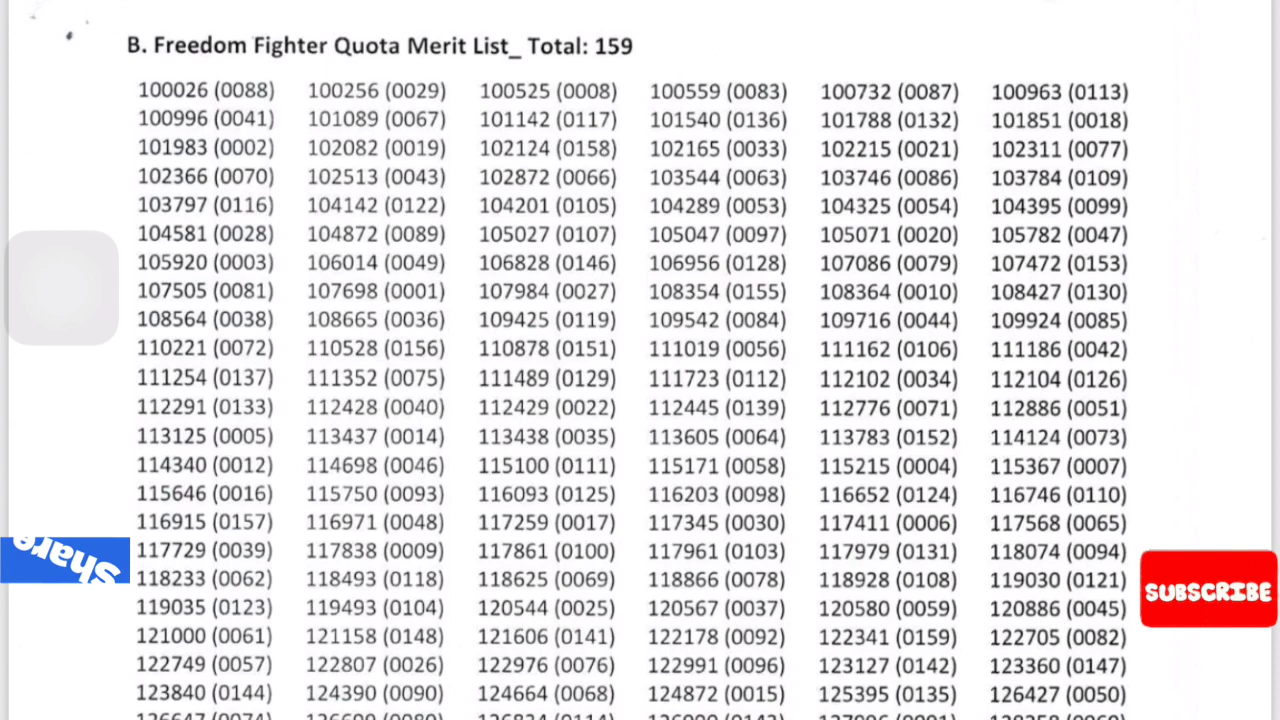 B. Freedom Fighter Quota Merit List_ Total: 159
100026 (0088) 100256 (0029) 100525 (0008) 100559 (0083) 100732 (0087) 100963 (0113)
100996 (0041) 101089 (0067) 101142 (0117) 101540 (0136) 101788 (0132) 101851 (0018)
101983 (0002) 102082 (0019) 102124 (0158) 102165 (0033) 102215 (0021) 102311 (0077)
102366 (0070) 102513 (0043) 102872 (0066) 103544 (0063) 103746 (0086) 103784 (0109)
103797 (0116) 104142 (0122) 104201 (0105) 104289 (0053) 104325 (0054) 104395 (0099)
104581 (0028) 104872 (0089) 105027 (0107) 105047 (0097) 105071 (0020) 105782 (0047)
105920 (0003) 106014 (0049) 106828 (0146) 106956 (0128) 107086 (0079) 107472 (0153)
107505 (0081) 107698 (0001) 107984 (0027) 108354 (0155) 108364 (0010) 108427 (0130)
108564 (0038) 108665 (0036) 109425 (0119) 109542 (0084) 109716 (0044) 109924 (0085)
110221 (0072) 110528 (0156) 110878 (0151) 111019 (0056) 111162 (0106) 111186 (0042)
111254 (0137) 111352 (0075) 111489 (0129) 111723 (0112) 112102 (0034) 112104 (0126)
112291 (0133) 112428 (0040) 112429 (0022) 112445 (0139) 112776 (0071) 112886 (0051)
113125 (0005) 113437 (0014) 113438 (0035) 113605 (0064) 113783 (0152) 114124 (0073)
114340 (0012) 114698 (0046) 115100 (0111) 115171 (0058) 115215 (0004) 115367 (0007)
115646 (0016) 115750 (0093) 116093 (0125) 116203 (0098) 116652 (0124) 116746 (0110)
116915 (0157) 116971 (0048) 117259 (0017) 117345 (0030) 117411 (0006) 117568 (0065)
117729 (0039) 117838 (0009) 117861 (0100) 117961 (0103) 117979 (0131) 118074 (0094)
118233 (0062) 118493 (0118) 118625 (0069) 118866 (0078) 118928 (0108) 119030 (0121)
119035 (0123) 119493 (0104) 120544 (0025) 120567 (0037) 120580 (0059) 120886 (0045)
121000 (0061) 121158 (0148) 121606 (0141) 122178 (0092) 122341 (0159) 122705 (0082)
122749 (0057) 122807 (0026) 122976 (0076) 122991 (0096) 123127 (0142) 123360 (0147)
123840 (0144) 124390 (0090) 124664 (0068) 124872 (0015) 125395 (0135) 126427 (0050)
share
SUBSCRIBE